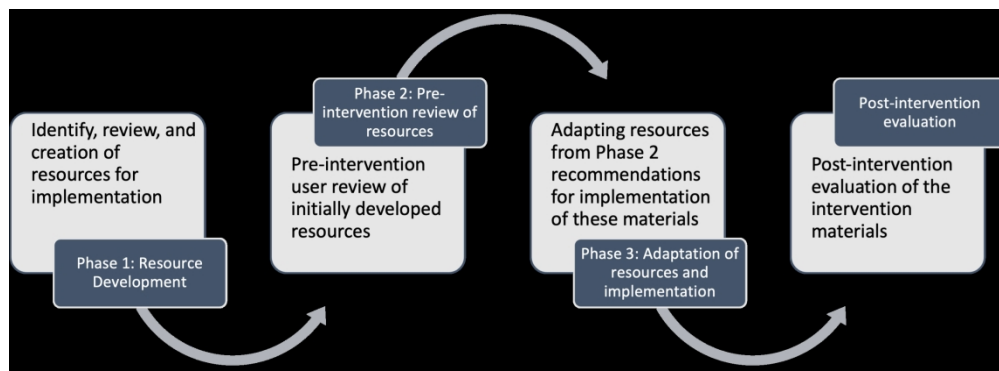 Identify, review, and
creation of
resources for
implementation
Phase 1: Resource
Development
Phase 2: Pre-
intervention review of
resources
Pre-intervention
user review of
initially developed
resources
Adapting resources
from Phase 2
recommendations
for implementation
of these materials
Phase 3: Adaptation of
resources and
implementation
Post-intervention
evaluation
Post-intervention
evaluation of the
intervention
materials